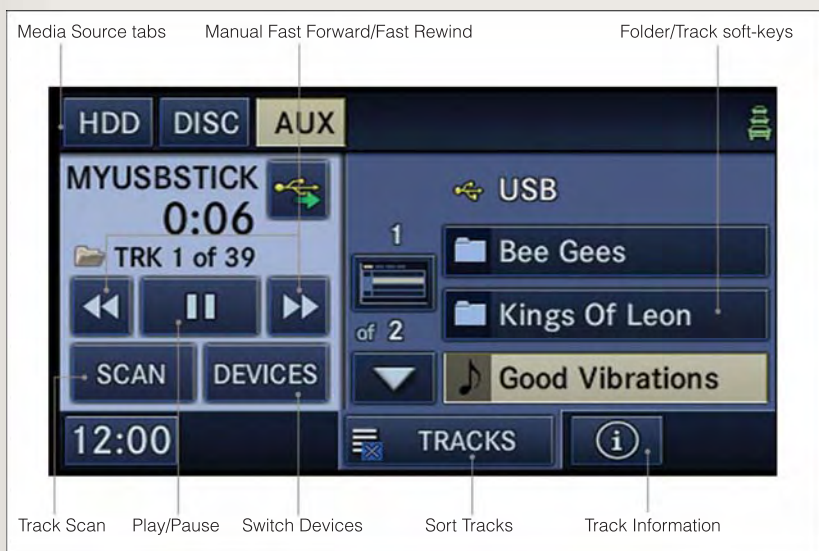 Media Source tabs
Manual Fast Forward/Fast Rewind
Folder/Track soft-keys
HDD
DISC
AUX
MYUSBSTICK
0:06
TRK 1 of 39
USB
1
of 2
Bee Gees
Kings Of Leon
Good Vibrations
SCAN
DEVICES
12:00
TRACKS
i
Track Scan
Play/Pause
Switch Devices
Sort Tracks
Track Information